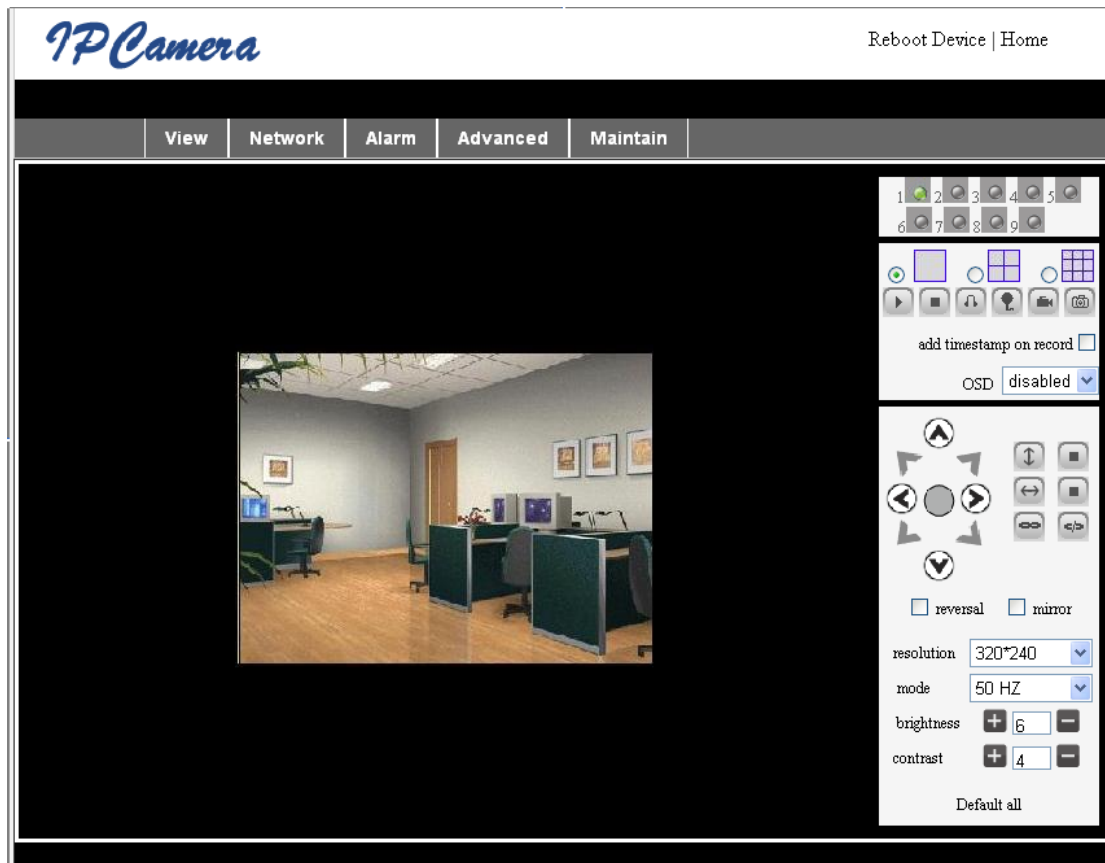 IPCamera
Reboot Device | Home
View Network Alarm Advanced Maintain
1 2 3 4 5
6 7 8 9
add timestamp on record
OSD disabled
reversal mirror
resolution 320*240
mode 50 HZ
brightness + 6 −
contrast + 4 −
Default all